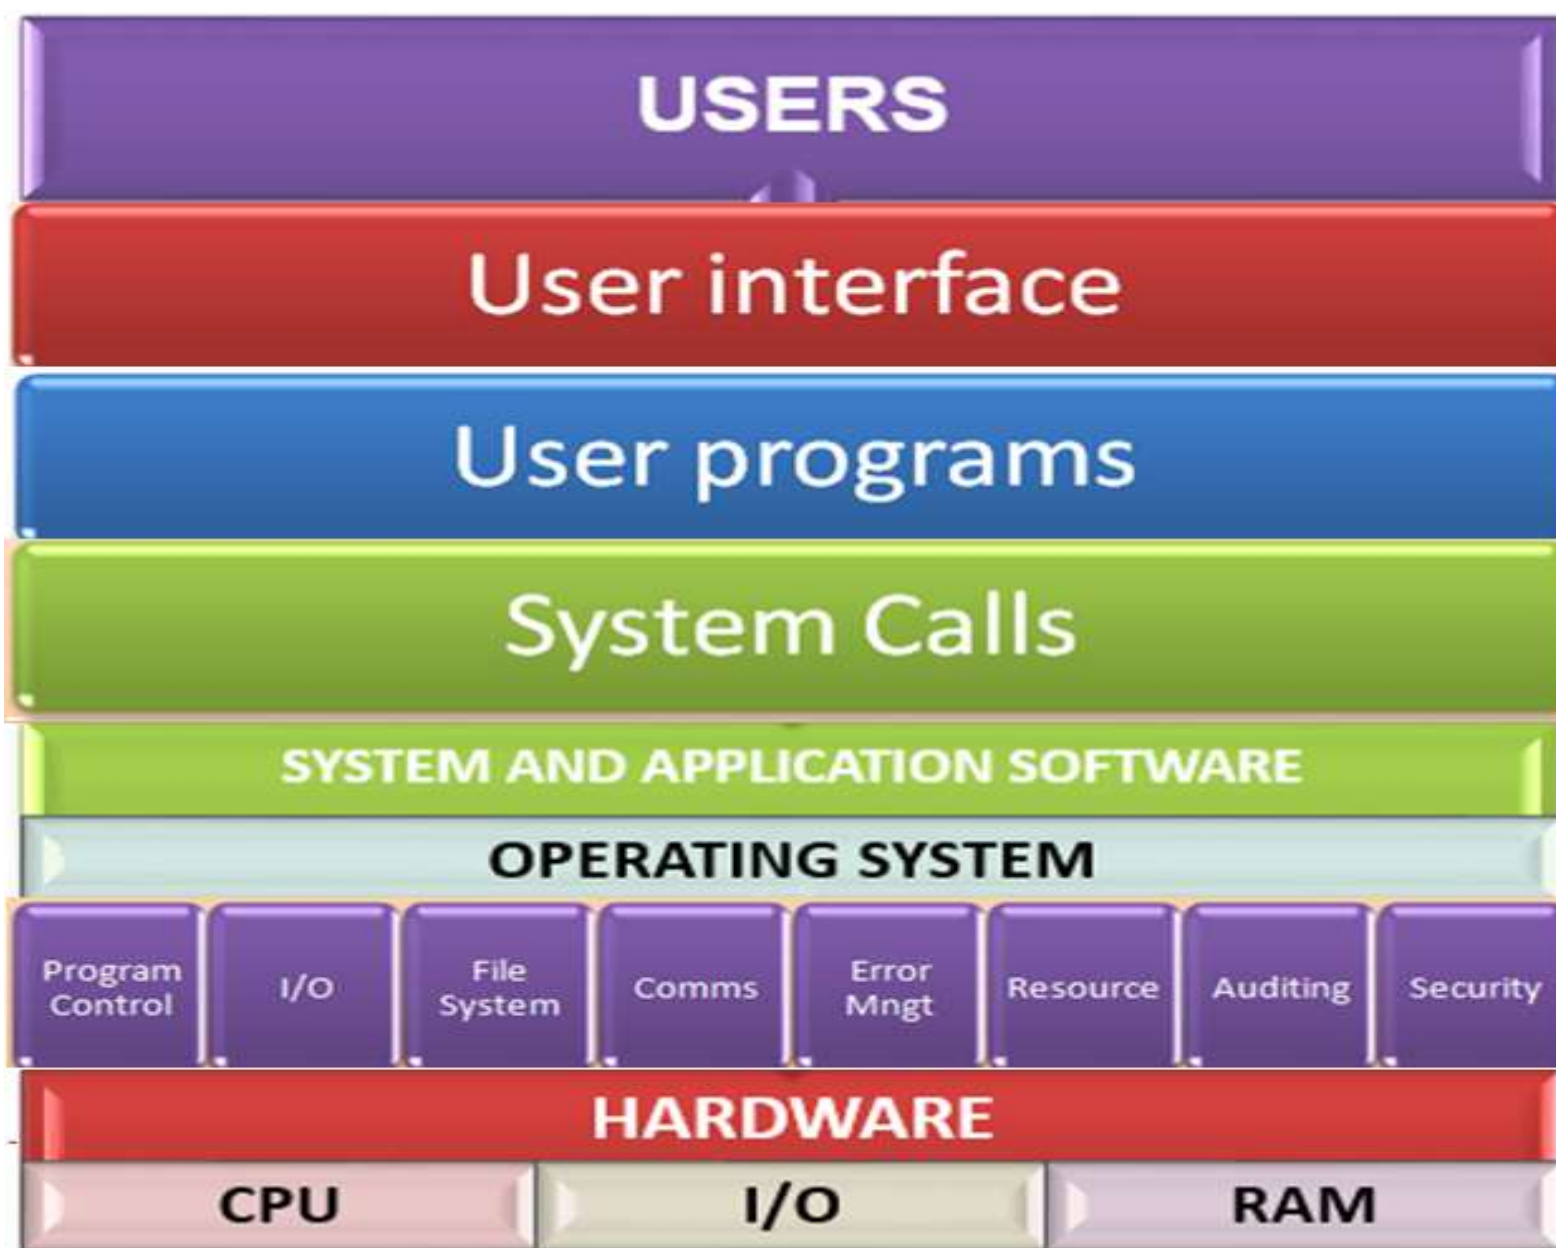 USERS
User interface
User programs
System Calls
SYSTEM AND APPLICATION SOFTWARE
OPERATING SYSTEM
Program
Control
I/O
File
System
Comms
Error
Mngt
Resource
Auditing
Security
HARDWARE
CPU
I/O
RAM